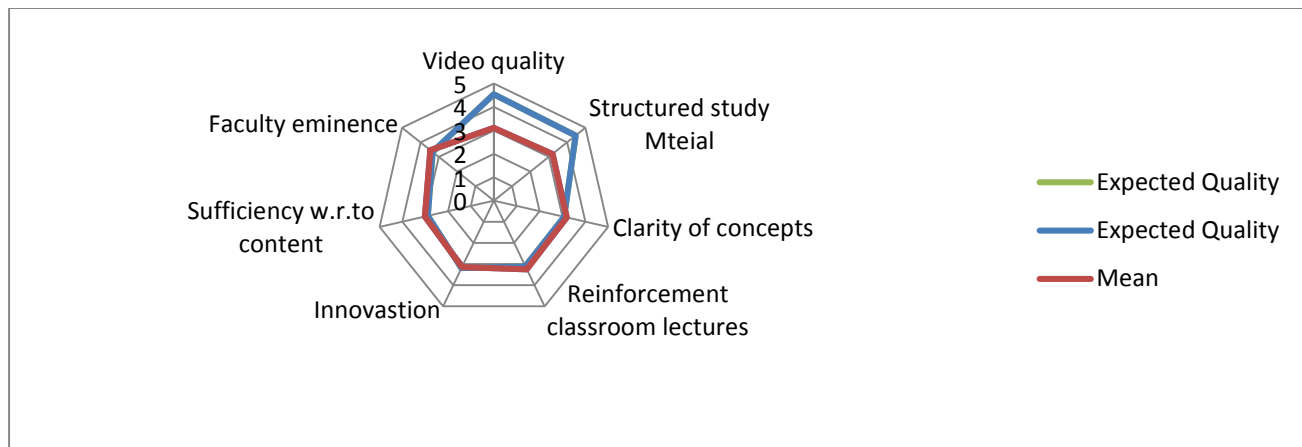 Video quality
5
4
3
2
1
0
Structured study
Mteial
Clarity of concepts
Reinforcement
classroom lectures
Innovastion
Sufficiency w.r.to
content
Faculty eminence
Expected Quality
Expected Quality
Mean